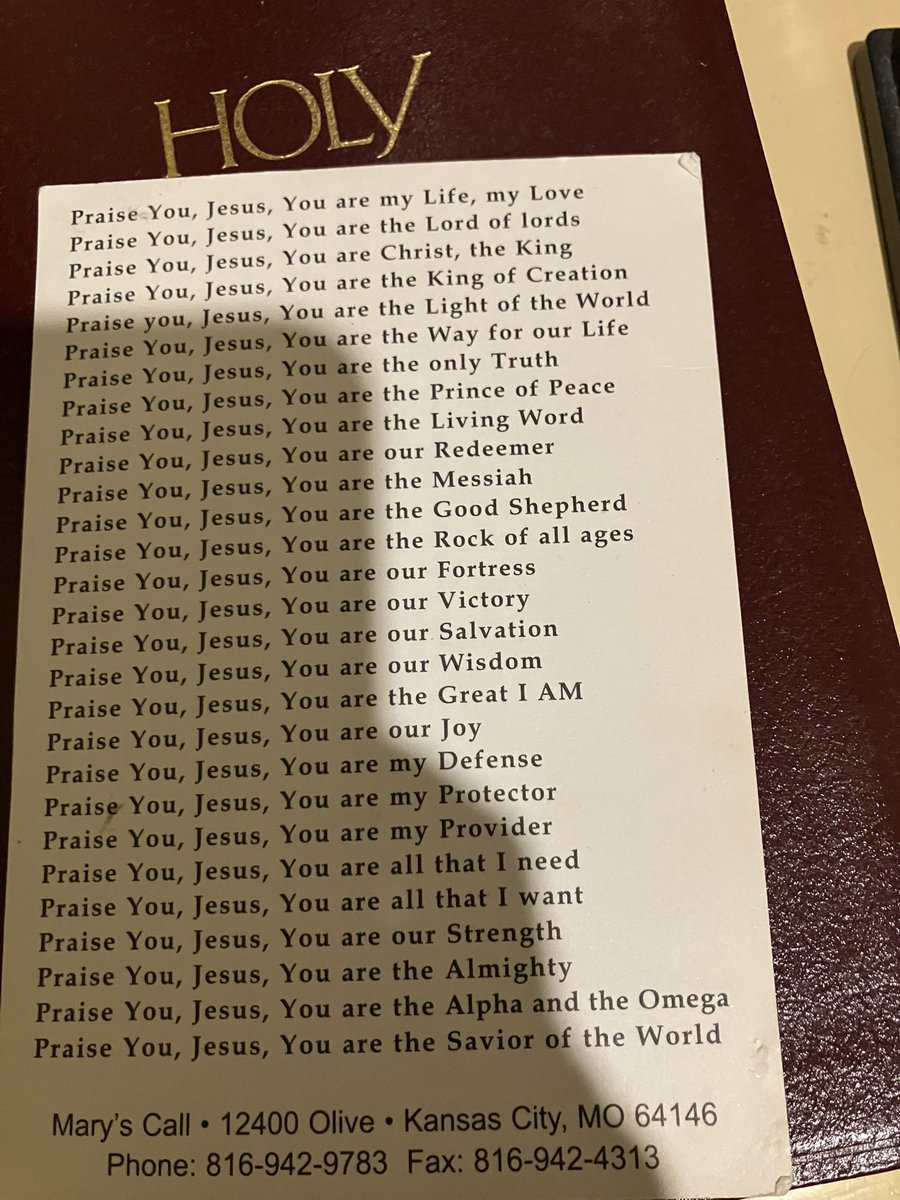 HOLY
Praise You, Jesus, You are my Life, my Love
Praise You, Jesus, You are the Lord of lords
Praise You, Jesus, You are Christ, the King
Praise You, Jesus, You are the King of Creation
Praise you, Jesus, You are the Light of the World
Praise You, Jesus, You are the Way for our Life
Praise You, Jesus, You are the only Truth
Praise You, Jesus, You are the Prince of Peace
Praise You, Jesus, You are the Living Word
Praise You, Jesus, You are our Redeemer
Praise You, Jesus, You are the Messiah
Praise You, Jesus, You are the Good Shepherd
Praise You, Jesus, You are the Rock of all ages
Praise You, Jesus, You are our Fortress
Praise You, Jesus, You are our Victory
Praise You, Jesus, You are our Salvation
Praise You, Jesus, You are our Wisdom
Praise You, Jesus, You are the Great I AM
Praise You, Jesus, You are our Joy
Praise You, Jesus, You are my Defense
Praise You, Jesus, You are my Protector
Praise You, Jesus, You are my Provider
Praise You, Jesus, You are all that I need
Praise You, Jesus, You are all that I want
Praise You, Jesus, You are our Strength
Praise You, Jesus, You are the Almighty
Praise You, Jesus, You are the Alpha and the Omega
Praise You, Jesus, You are the Savior of the World
Mary's Call • 12400 Olive • Kansas City, MO 64146
Phone: 816-942-9783 Fax: 816-942-4313